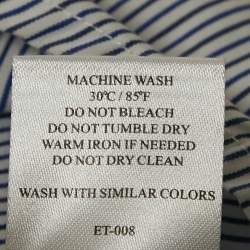 MACHINE WASH
30℃/85℉
DO NOT BLEACH
DO NOT TUMBLE DRY
WARM IRON IF NEEDED
DO NOT DRY CLEAN
WASH WITH SIMILAR COLORS
ET-008